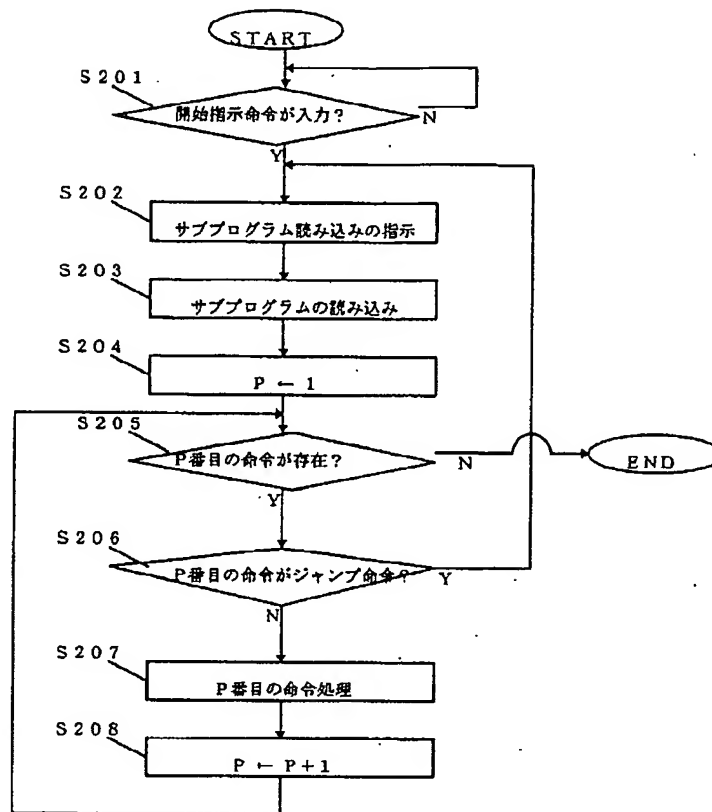 START
S201
開始指示命令が入力?
N
Y
S202
サブプログラム読み込みの指示
S203
サブプログラムの読み込み
S204
P ← 1
S205
P番目の命令が存在?
N
END
Y
S206
P番目の命令がジャンプ命令?
Y
N
S207
P番目の命令処理
S208
P ← P+1